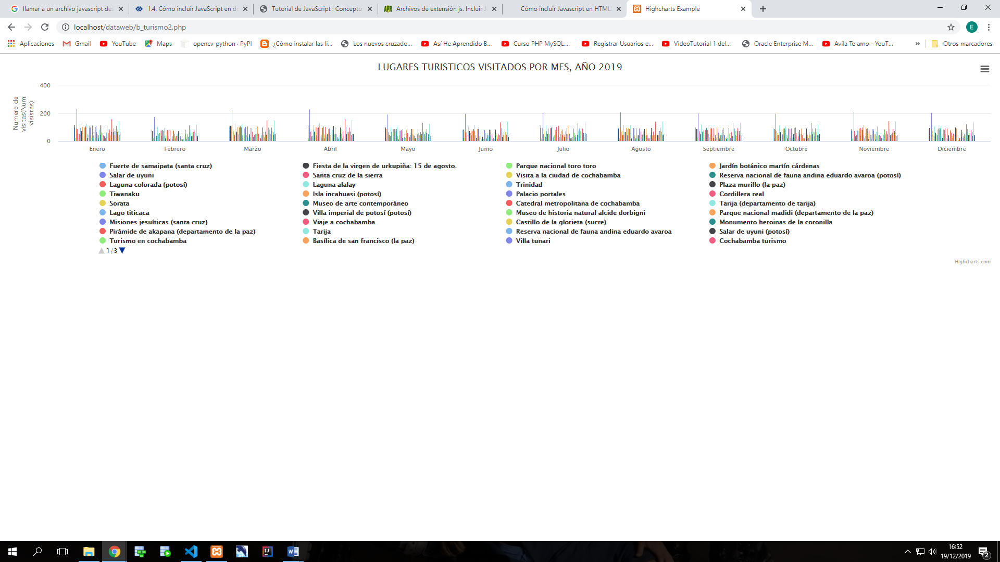 llamar a un archivo javascript des
1.4. Cómo incluir JavaScript en do
Tutorial de JavaScript : Concepto
Archivos de extensión js. Incluir J
Cómo incluir Javascript en HTML
Highcharts Example
localhost/dataweb/b_turismo2.php
E
Aplicaciones
Gmail
YouTube
Maps
opencv-python · PyPI
¿Cómo instalar las li...
Los nuevos cruzado...
Así He Aprendido B...
Curso PHP MySQL....
Registrar Usuarios e...
VideoTutorial 1 del...
Oracle Enterprise M...
Avila Te amo - YouT...
»
Otros marcadores
LUGARES TURISTICOS VISITADOS POR MES, AÑO 2019
Numero de
visitas(Num.
visistas)
400
200
0
Enero
Febrero
Marzo
Abril
Mayo
Junio
Julio
Agosto
Septiembre
Octubre
Noviembre
Diciembre
Fuerte de samaipata (santa cruz)
Fiesta de la virgen de urkupiña: 15 de agosto.
Parque nacional toro toro
Jardín botánico martín cárdenas
Salar de uyuni
Santa cruz de la sierra
Visita a la ciudad de cochabamba
Reserva nacional de fauna andina eduardo avaroa (potosí)
Laguna colorada (potosí)
Laguna alalay
Trinidad
Plaza murillo (la paz)
Tiwanaku
Isla incahuasi (potosí)
Palacio portales
Cordillera real
Sorata
Museo de arte contemporáneo
Catedral metropolitana de cochabamba
Tarija (departamento de tarija)
Lago titicaca
Villa imperial de potosí (potosí)
Museo de historia natural alcide dorbigni
Parque nacional madidi (departamento de la paz)
Misiones jesuíticas (santa cruz)
Viaje a cochabamba
Castillo de la glorieta (sucre)
Monumento heroinas de la coronilla
Pirámide de akapana (departamento de la paz)
Tarija
Reserva nacional de fauna andina eduardo avaroa
Salar de uyuni (potosí)
Turismo en cochabamba
Basílica de san francisco (la paz)
Villa tunari
Cochabamba turismo
1/3
Highcharts.com
16:52
19/12/2019
2